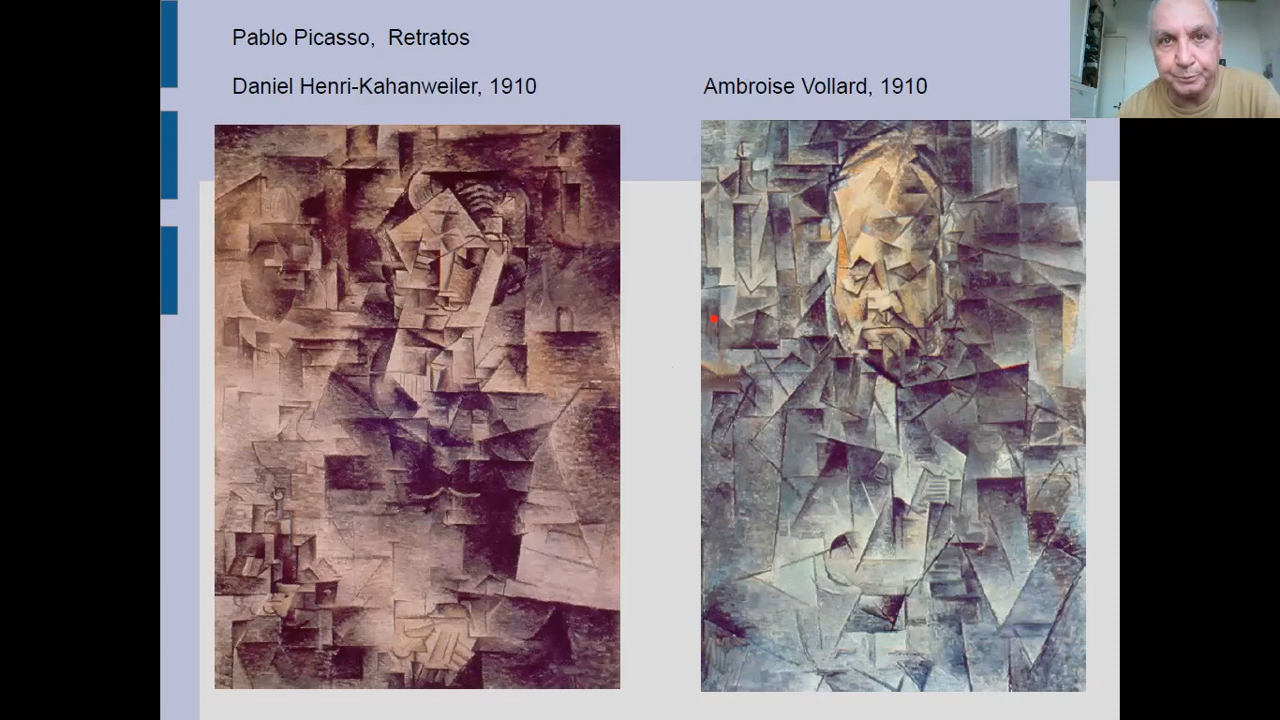 Pablo Picasso,  Retratos
Daniel Henri-Kahanweiler, 1910
Ambroise Vollard, 1910